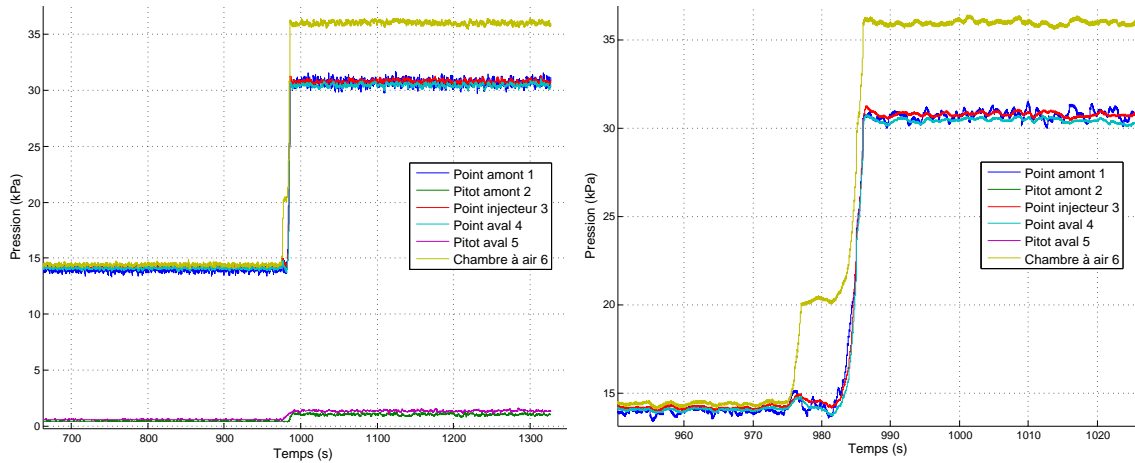 35
30
25
20
15
10
5
0
Pression (kPa)
700
800
900
1000
1100
1200
1300
Temps (s)
Point amont 1
Pitot amont 2
Point injecteur 3
Point aval 4
Pitot aval 5
Chambre à air 6
35
30
25
20
15
Pression (kPa)
960
970
980
990
1000
1010
1020
Temps (s)
Point amont 1
Pitot amont 2
Point injecteur 3
Point aval 4
Pitot aval 5
Chambre à air 6